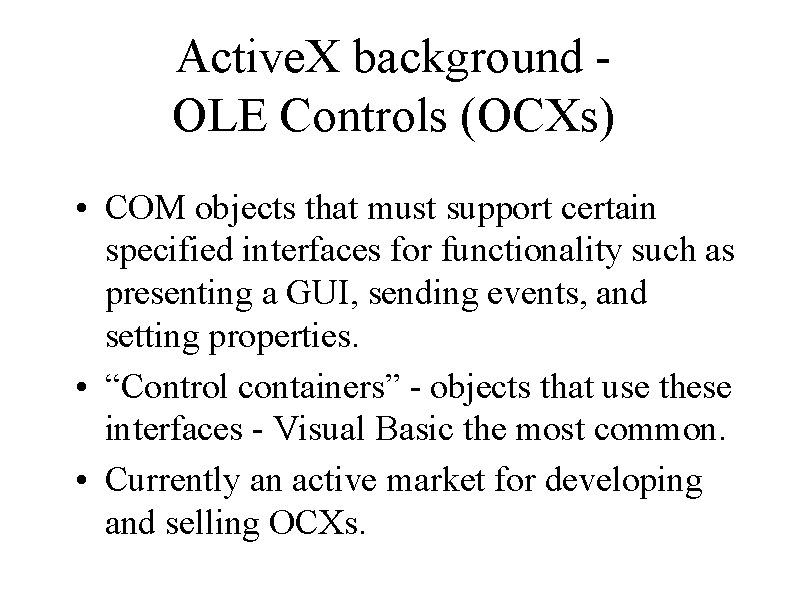 ActiveX background -
OLE Controls (OCXs)
• COM objects that must support certain
specified interfaces for functionality such as
presenting a GUI, sending events, and
setting properties.
• “Control containers” - objects that use these
interfaces - Visual Basic the most common.
• Currently an active market for developing
and selling OCXs.